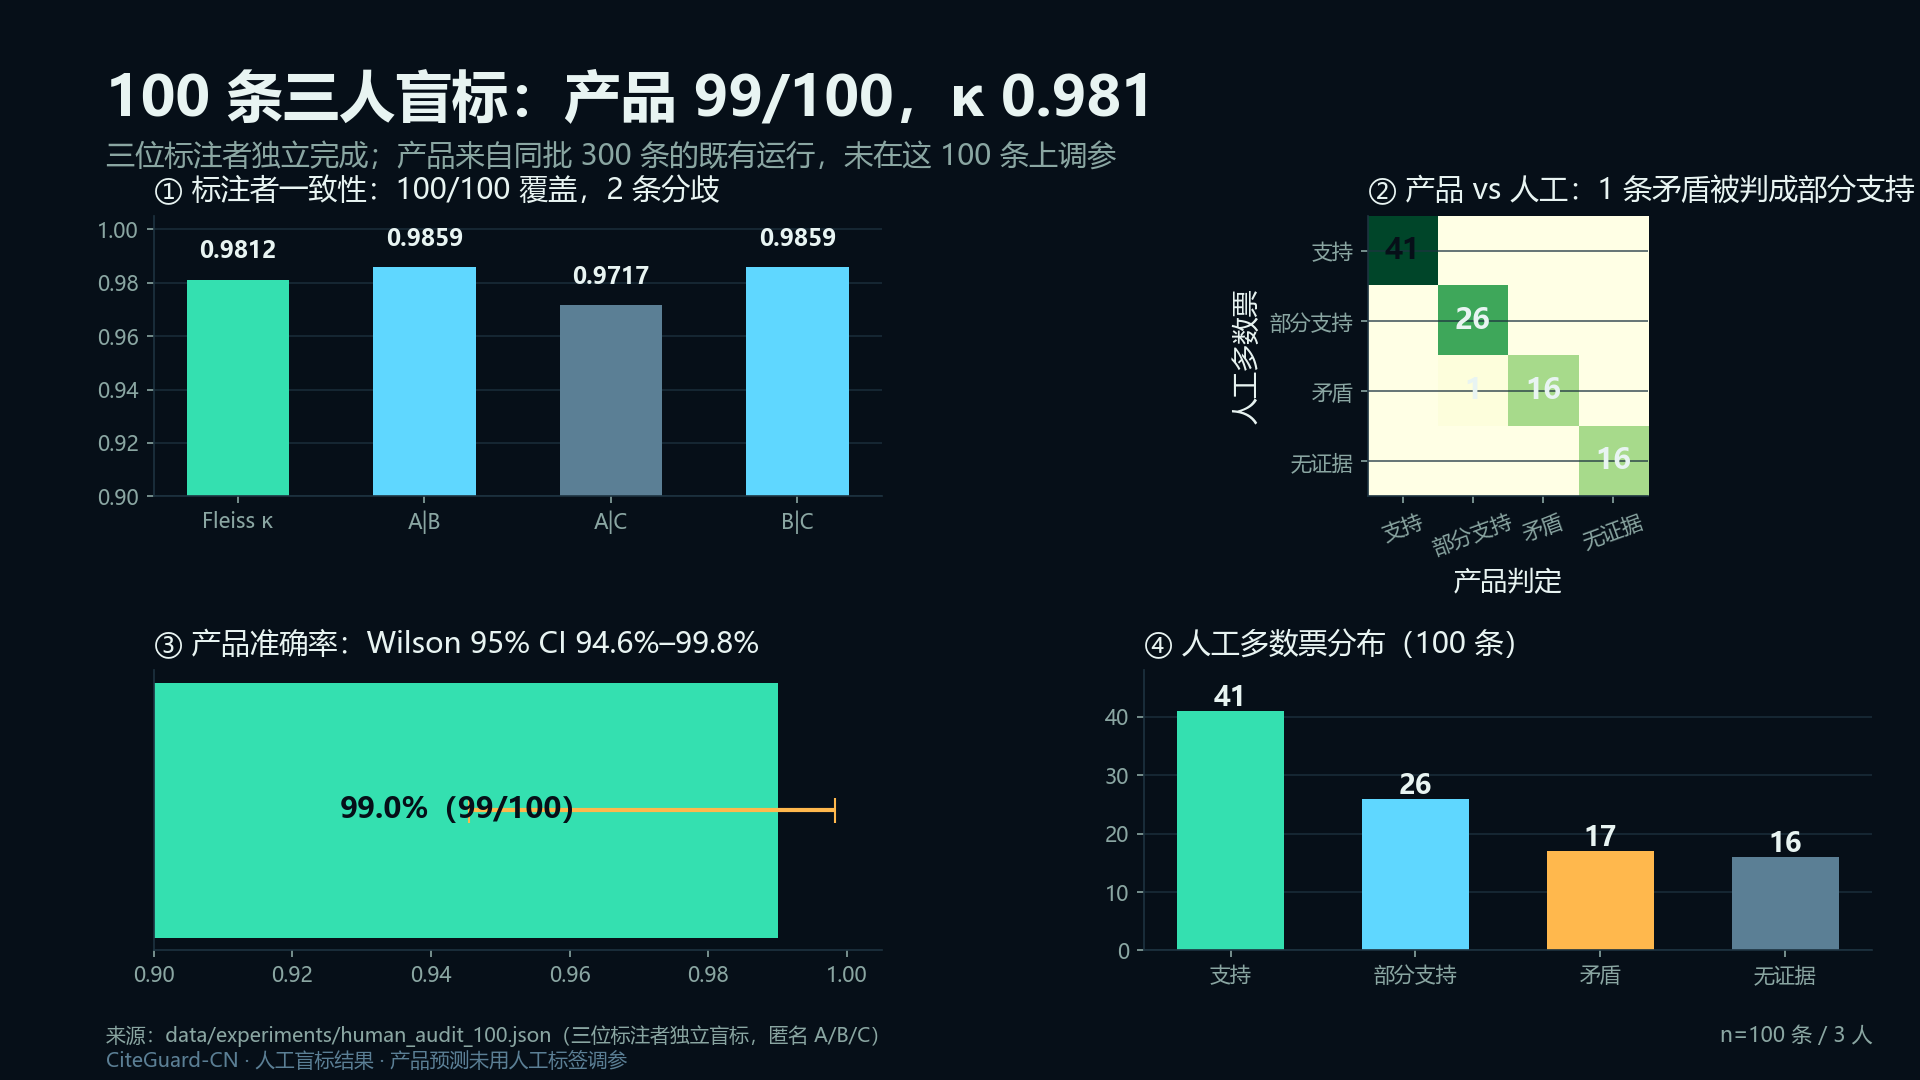 100 条三人盲标：产品 99/100，κ 0.981
三位标注者独立完成；产品来自同批 300 条的既有运行，未在这 100 条上调参
① 标注者一致性：100/100 覆盖，2 条分歧
1.00
0.98
0.96
0.94
0.92
0.90
0.9812
0.9859
0.9717
0.9859
Fleiss κ
A|B
A|C
B|C
② 产品 vs 人工：1 条矛盾被判成部分支持
人工多数票
支持
部分支持
矛盾
无证据
41
26
1
16
16
支持
部分支持
矛盾
无证据
产品判定
③ 产品准确率：Wilson 95% CI 94.6%–99.8%
99.0%（99/100）
0.90
0.92
0.94
0.96
0.98
1.00
④ 人工多数票分布（100 条）
40
30
20
10
0
41
26
17
16
支持
部分支持
矛盾
无证据
来源：data/experiments/human_audit_100.json（三位标注者独立盲标，匿名 A/B/C）
n=100 条 / 3 人
CiteGuard-CN · 人工盲标结果 · 产品预测未用人工标签调参